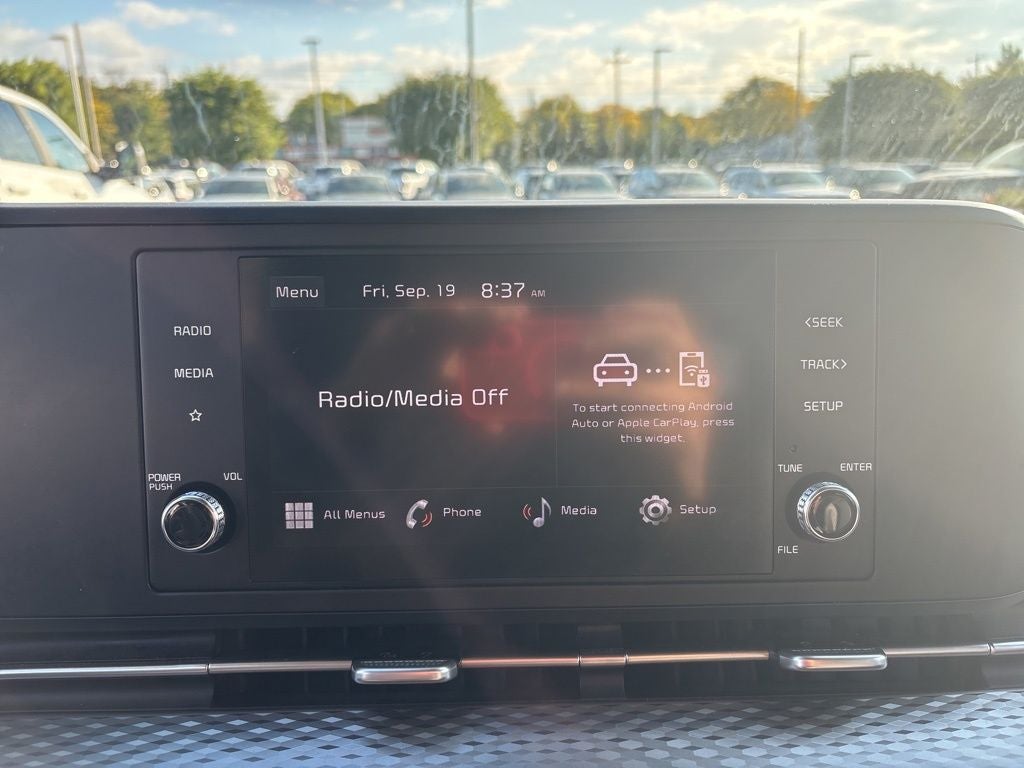 Menu
Fri, Sep. 19
8:37 AM
RADIO
MEDIA
POWER
PUSH
VOL
Radio/Media Off
To start connecting Android
Auto or Apple CarPlay, press
this widget.
All Menus
Phone
Media
Setup
<SEEK
TRACK>
SETUP
TUNE
ENTER
FILE